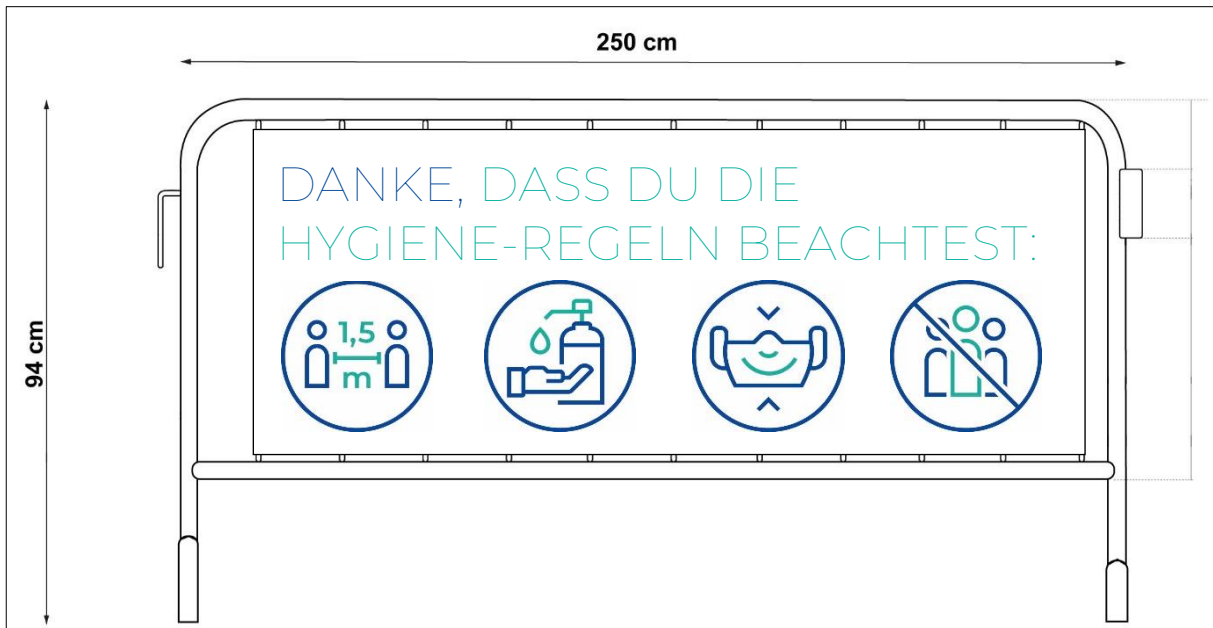 250 cm
94 cm
DANKE, DASS DU DIE
HYGIENE-REGELN BEACHTEST:
1,5
m